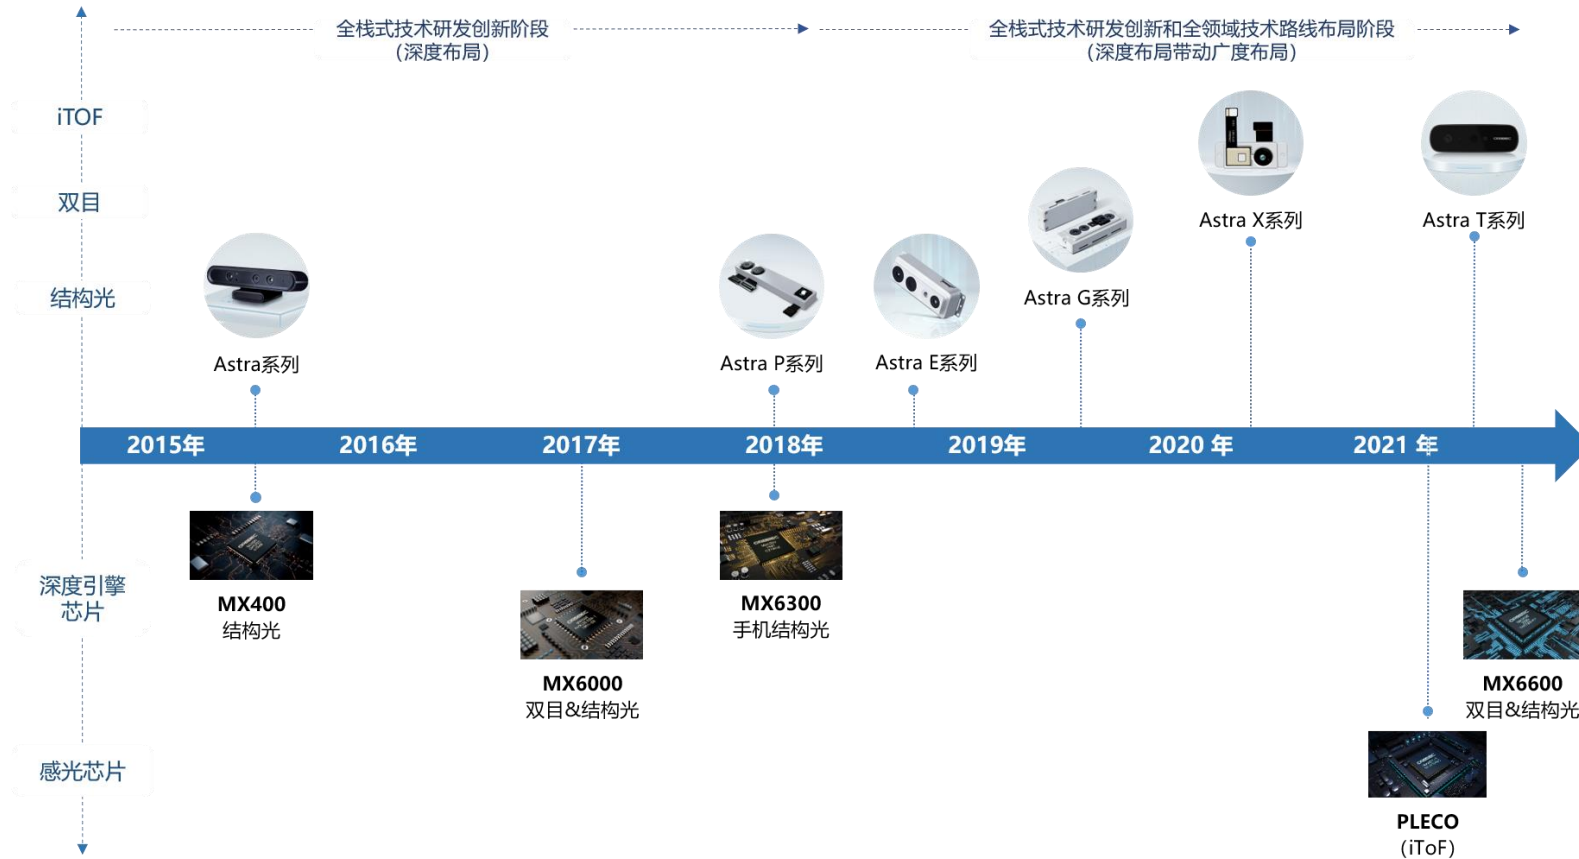 全栈式技术研发创新阶段
（深度布局）
全栈式技术研发创新和全领域技术路线布局阶段
（深度布局带动广度布局）
iTOF
双目
结构光
Astra系列
Astra P系列
Astra E系列
Astra G系列
Astra X系列
Astra T系列
2015年
2016年
2017年
2018年
2019年
2020 年
2021 年
深度引擎
芯片
感光芯片
MX400
结构光
MX6000
双目&结构光
MX6300
手机结构光
MX6600
双目&结构光
PLECO
（iToF）